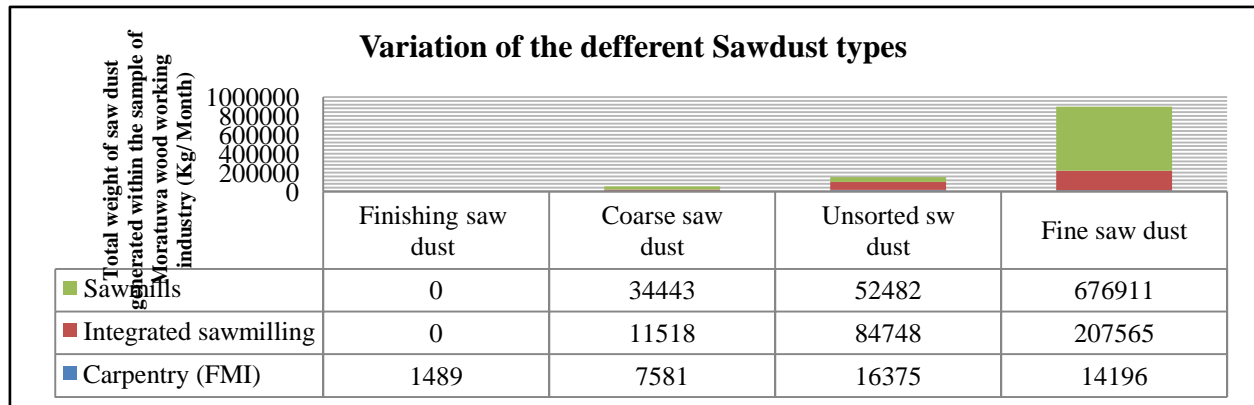 Variation of the defferent Sawdust types
Total weight of saw dust
generated within the sample of
Moratuwa wood working
industry (Kg/ Month)
1000000
800000
600000
400000
200000
0
Finishing saw dust
Coarse saw dust
Unsorted sw dust
Fine saw dust
Sawmills 0 34443 52482 676911
Integrated sawmilling 0 11518 84748 207565
Carpentry (FMI) 1489 7581 16375 14196